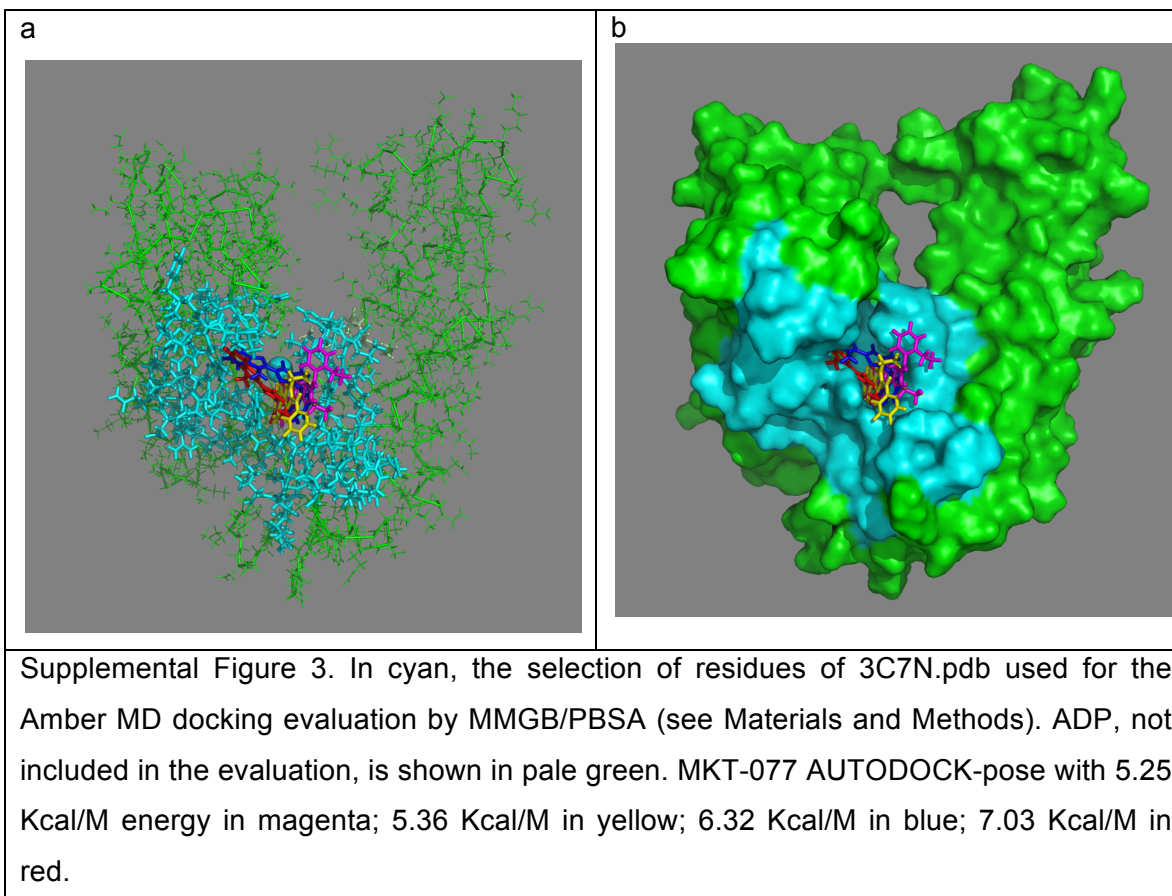 a
b
Supplemental Figure 3. In cyan, the selection of residues of 3C7N.pdb used for the
Amber MD docking evaluation by MMGB/PBSA (see Materials and Methods). ADP, not
included in the evaluation, is shown in pale green. MKT-077 AUTODOCK-pose with 5.25
Kcal/M energy in magenta; 5.36 Kcal/M in yellow; 6.32 Kcal/M in blue; 7.03 Kcal/M in
red.